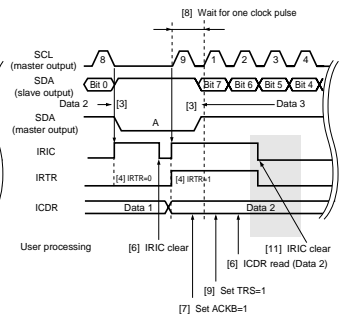 [8] Wait for one clock pulse
SCL
(master output)
8
9
1
2
3
4
SDA
(slave output)
Bit 0
Bit 7
Bit 6
Bit 5
Bit 4
Data 2
[3]
[3]
Data 3
SDA
(master output)
A
IRIC
IRTR
[4] IRTR=0
[4] IRTR=1
ICDR
Data 1
Data 2
User processing
[6] IRIC clear
[11] IRIC clear
[6] ICDR read (Data 2)
[9] Set TRS=1
[7] Set ACKB=1